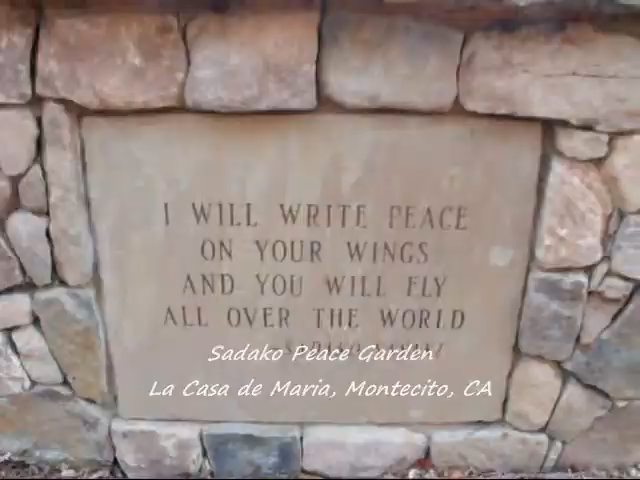 I WILL WRITE PEACE
ON YOUR WINGS
AND YOU WILL FLY
ALL OVER THE WORLD
Sadako Peace Garden
La Casa de Maria, Montecito, CA